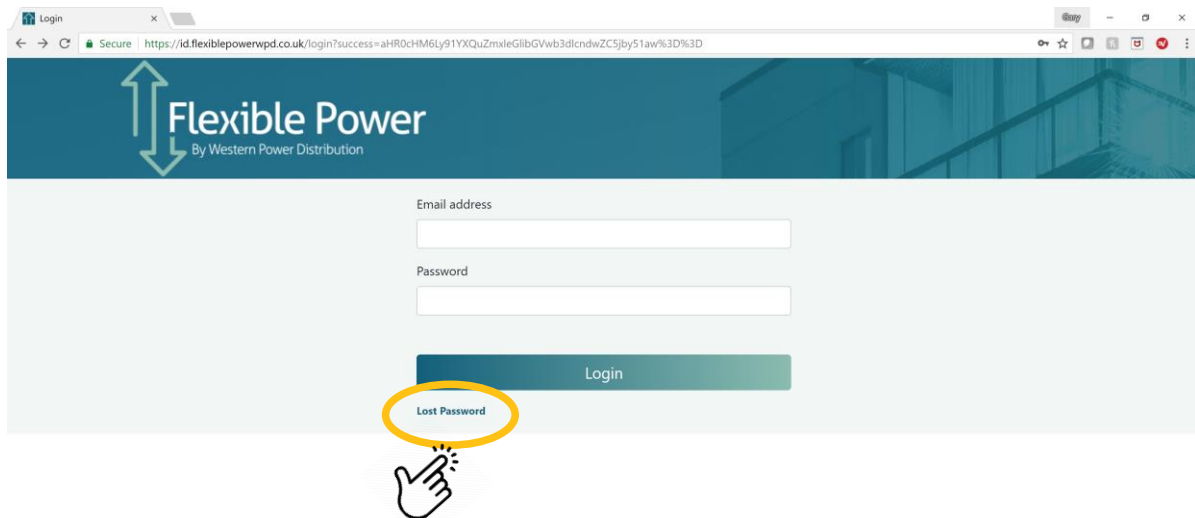 Login
Gary
Secure https://id.flexiblepowerwpd.co.uk/login?success=aHR0cHM6Ly91YXQuZmxleGlibGVwb3dlcndwZC5jby51aw%3D%3D
Flexible Power
By Western Power Distribution
Email address
Password
Login
Lost Password